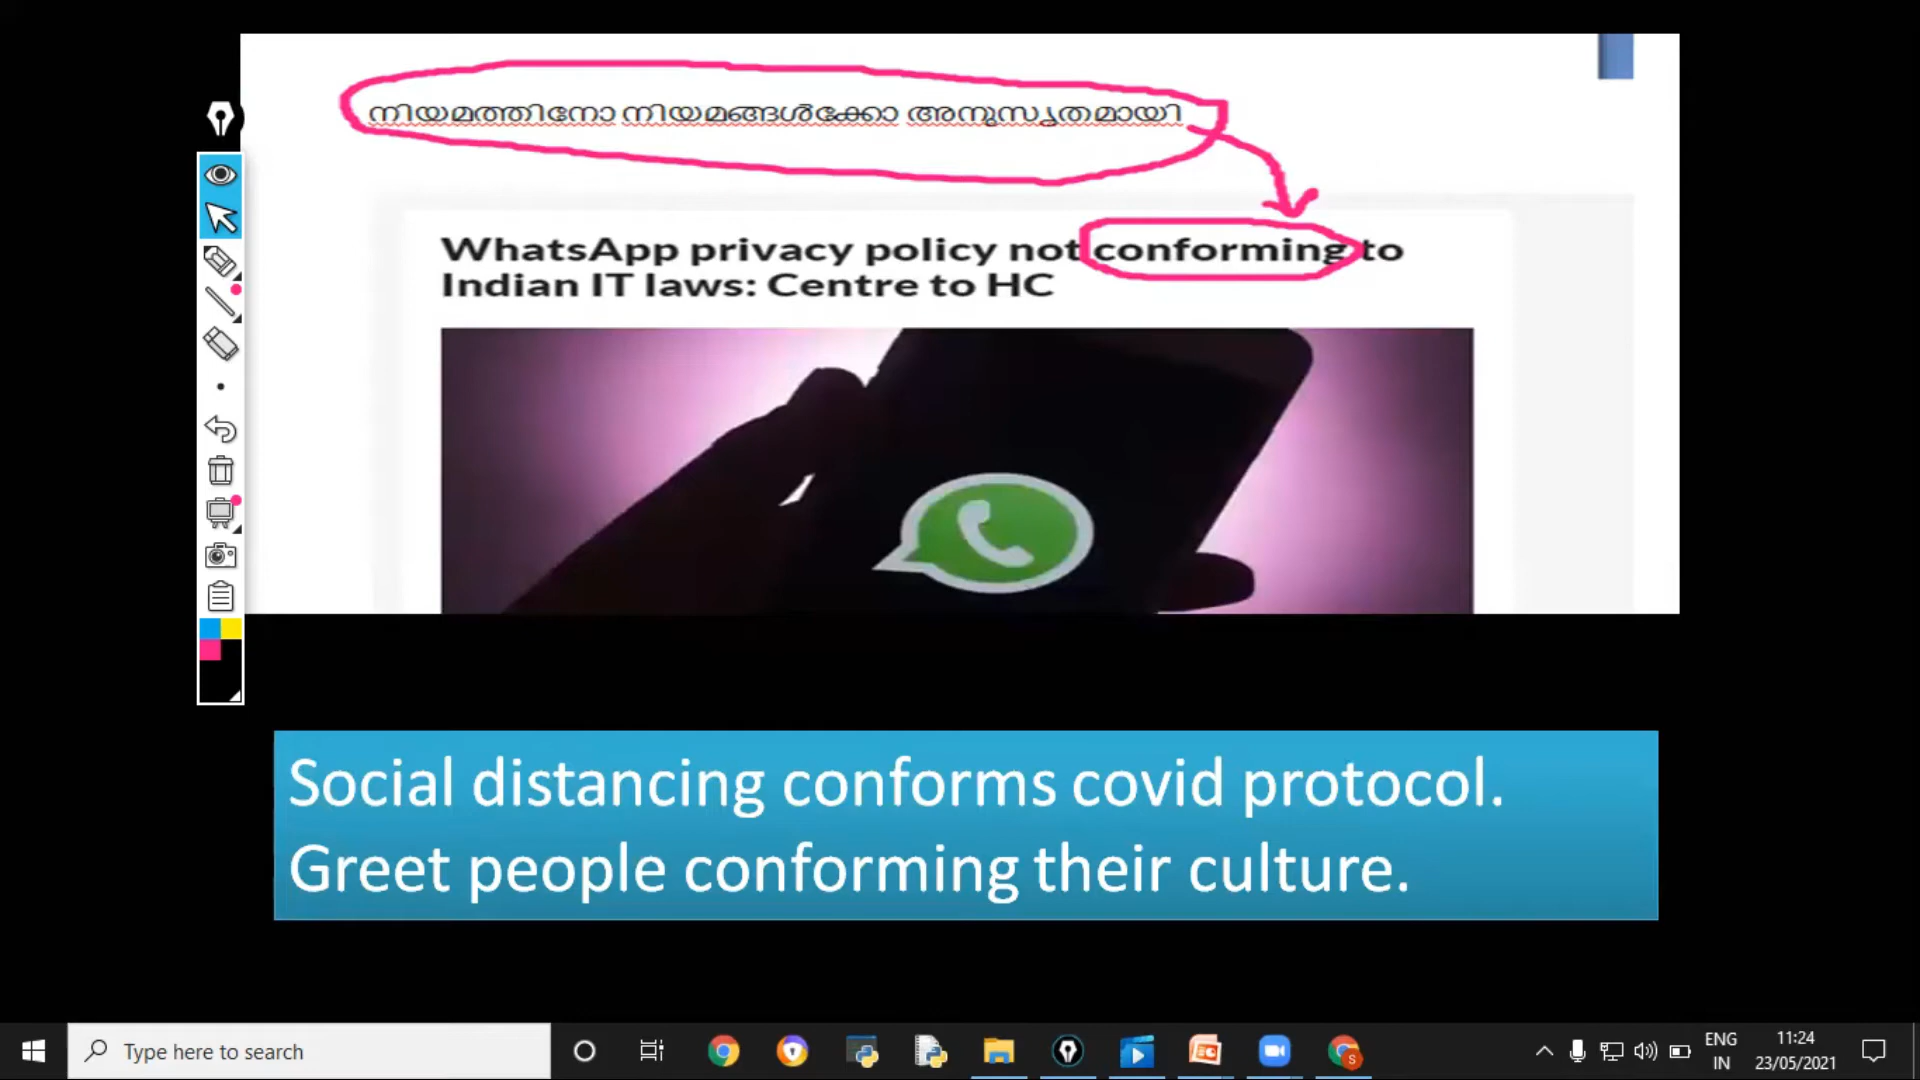 നിയമത്തിനോ നിയമങ്ങൾക്കോ അനുസൃതമായി
WhatsApp privacy policy not conforming to
Indian IT laws: Centre to HC
Social distancing conforms covid protocol.
Greet people conforming their culture.
Type here to search
ENG
IN
11:24
23/05/2021